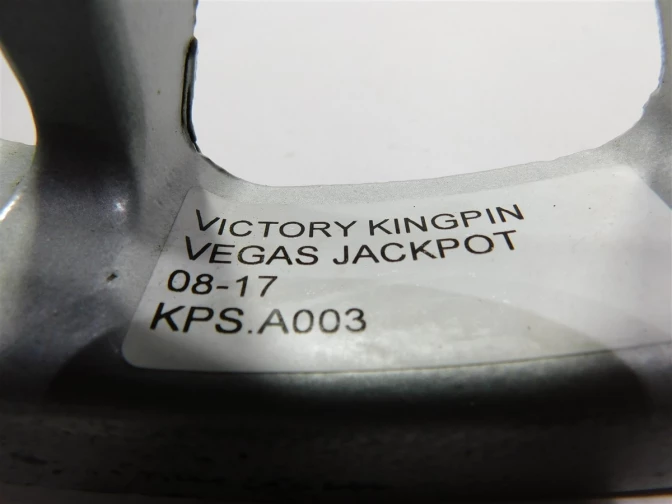 VICTORY KINGPIN
VEGAS JACKPOT
08-17
KPS.A003